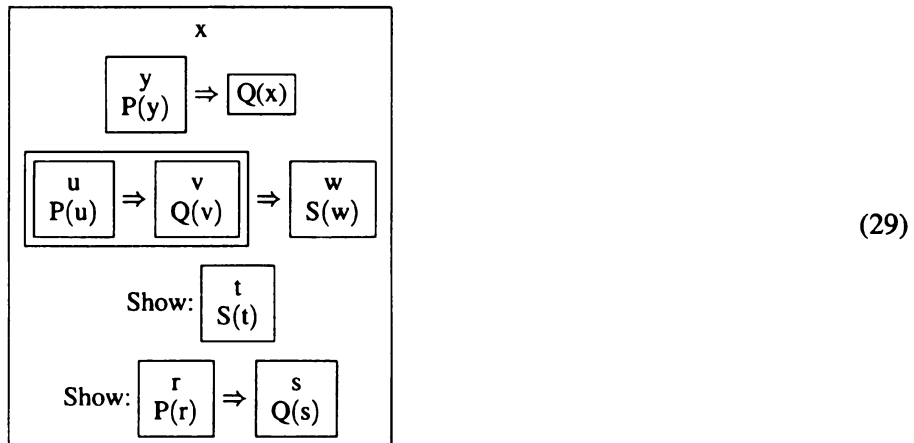 x
y
P(y) ⇒ Q(x)
u v w
P(u) ⇒ Q(v) ⇒ S(w)
(29)
t
Show: S(t)
r s
Show: P(r) ⇒ Q(s)